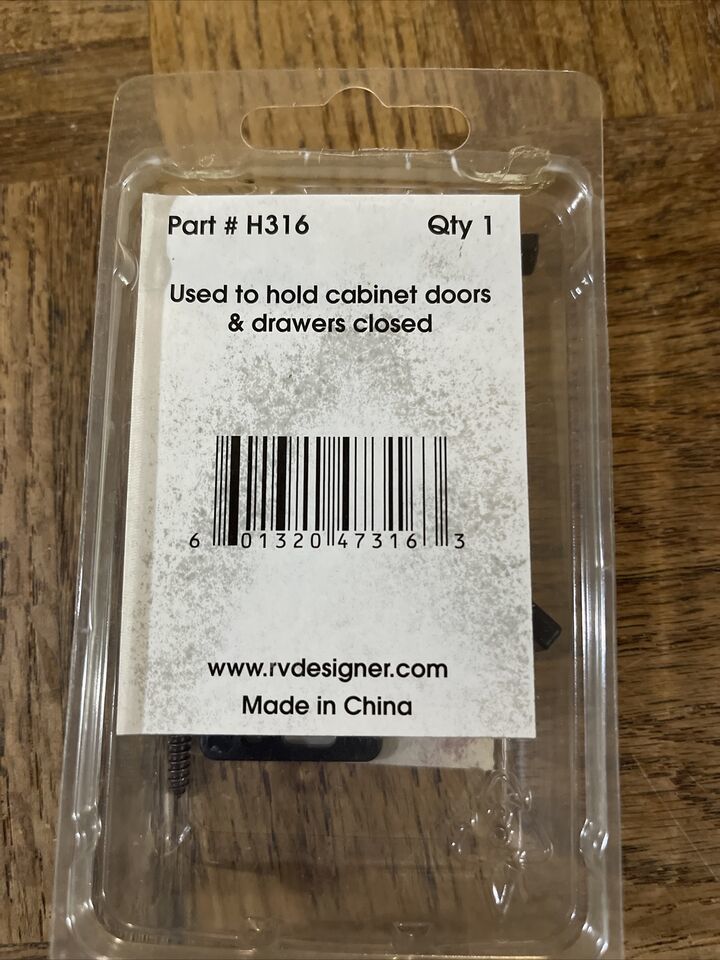 Part # H316 Qty 1
Used to hold cabinet doors
& drawers closed
6 01320 47316 3
www.rvdesigner.com
Made in China